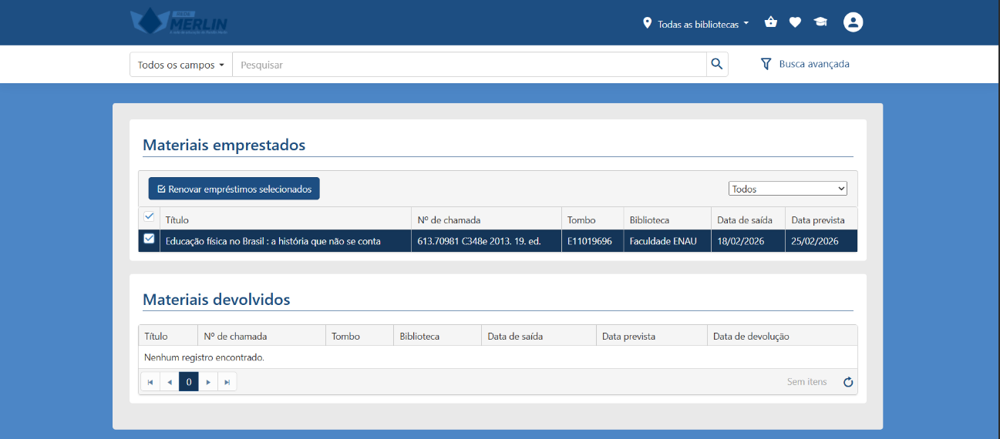 MERLIN
Todas as bibliotecas
Todos os campos
Pesquisar
Busca avançada
Materiais emprestados
Renovar empréstimos selecionados
Todos
Título Nº de chamada Tombo Biblioteca Data de saída Data prevista
Educação física no Brasil : a história que não se conta 613.70981 C348e 2013. 19. ed. E11019696 Faculdade ENAU 18/02/2026 25/02/2026
Materiais devolvidos
Título Nº de chamada Tombo Biblioteca Data de saída Data prevista Data de devolução
Nenhum registro encontrado.
0
Sem itens